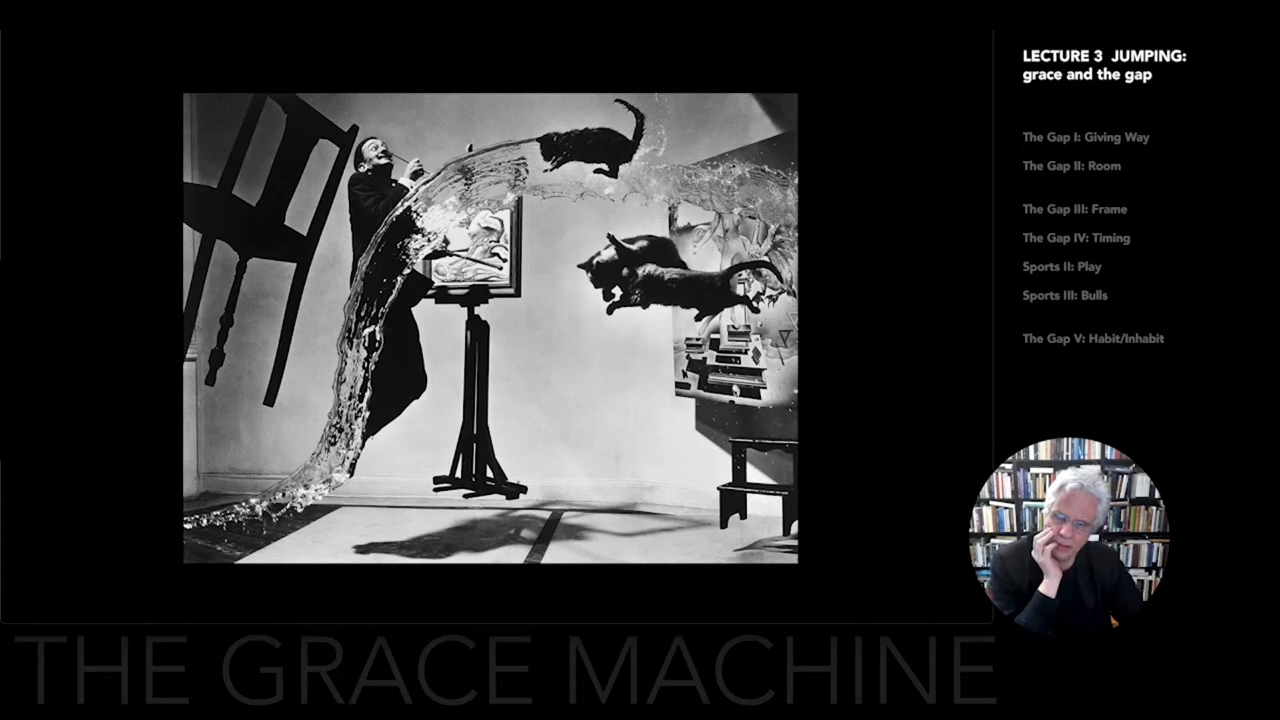 LECTURE 3 JUMPING:
grace and the gap
The Gap I: Giving Way
The Gap II: Room
The Gap III: Frame
The Gap IV: Timing
Sports II: Play
Sports III: Bulls
The Gap V: Habit/Inhabit
THE GRACE MACHINE